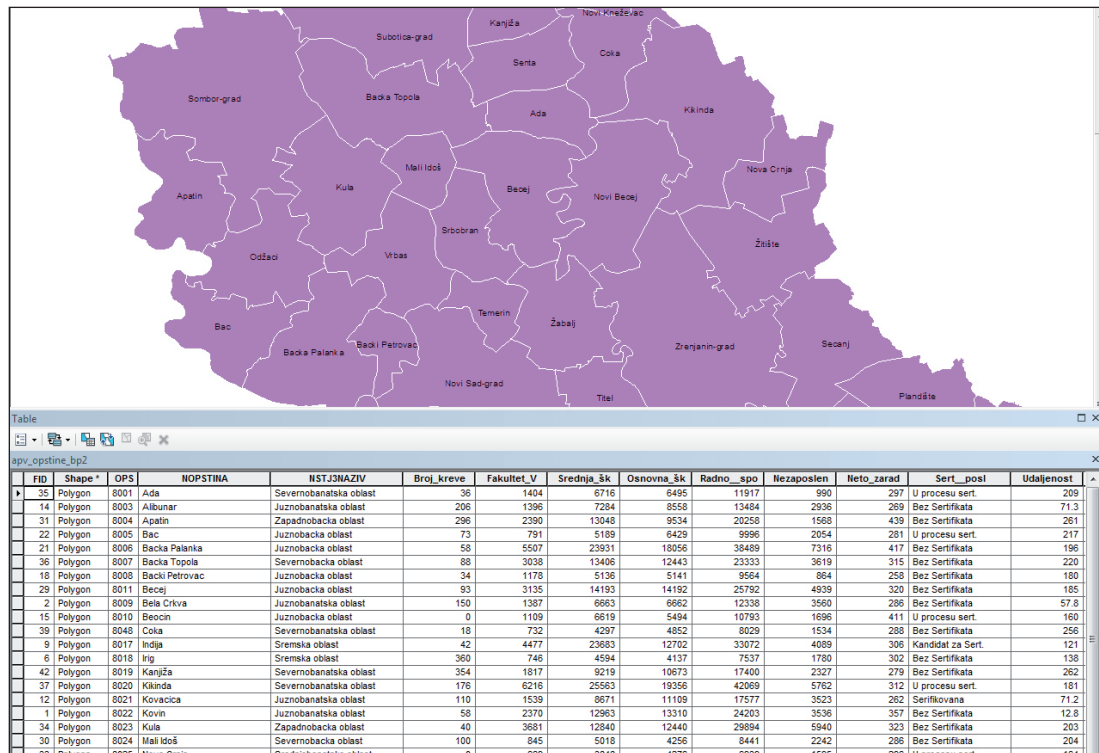 Novi Kneževac
Kanjiža
Subotica-grad
Coka
Senta
Sombor-grad
Backa Topola
Ada
Kikinda
Mali Iđoš
Nova Crnja
Kula
Becej
Apatin
Novi Becej
Srbobran
Žitište
Odžaci
Vrbas
Temerin
Žabalj
Bac
Backa Palanka
Backi Petrovac
Zrenjanin-grad
Secanj
Novi Sad-grad
Titel
Plandište
Table
apv_opstine_bp2
FID Shape * OPS NOPSTINA NSTJ3NAZIV Broj_kreve Fakultet_V Srednja_šk Osnovna_šk Radno__spo Nezaposlen Neto_zarad Sert__posl Udaljenost
35 Polygon 8001 Ada Severnobanatska oblast 36 1404 6716 6495 11917 990 297 U procesu sert. 209
14 Polygon 8003 Alibunar Juznobanatska oblast 206 1396 7284 8558 13484 2936 269 Bez Sertifikata 71.3
31 Polygon 8004 Apatin Zapadnobacka oblast 296 2390 13048 9534 20258 1568 439 Bez Sertifikata 261
22 Polygon 8005 Bac Juznobacka oblast 73 791 5189 6429 9996 2054 281 U procesu sert. 217
21 Polygon 8006 Backa Palanka Juznobacka oblast 58 5507 23931 18056 38489 7316 417 Bez Sertifikata 196
36 Polygon 8007 Backa Topola Severnobacka oblast 88 3038 13406 12443 23333 3619 315 Bez Sertifikata 220
18 Polygon 8008 Backi Petrovac Juznobacka oblast 34 1178 5136 5141 9564 864 258 Bez Sertifikata 180
29 Polygon 8011 Becej Juznobacka oblast 93 3135 14193 14192 25792 4939 320 Bez Sertifikata 185
2 Polygon 8009 Bela Crkva Juznobanatska oblast 150 1387 6663 6662 12338 3560 286 Bez Sertifikata 57.8
15 Polygon 8010 Beocin Juznobacka oblast 0 1109 6619 5494 10793 1696 411 U procesu sert. 160
39 Polygon 8048 Coka Severnobanatska oblast 18 732 4297 4852 8029 1534 288 Bez Sertifikata 256
9 Polygon 8017 Indija Sremska oblast 42 4477 23683 12702 33072 4089 306 Kandidat za Sert. 121
6 Polygon 8018 Irig Sremska oblast 360 746 4594 4137 7537 1780 302 Bez Sertifikata 138
42 Polygon 8019 Kanjiža Severnobanatska oblast 354 1817 9219 10673 17400 2327 279 Bez Sertifikata 262
37 Polygon 8020 Kikinda Severnobanatska oblast 176 6216 25563 19356 42069 5762 312 U procesu sert. 181
12 Polygon 8021 Kovacica Juznobanatska oblast 110 1539 8671 11109 17577 3523 262 Serifikovana 71.2
1 Polygon 8022 Kovin Juznobanatska oblast 58 2370 12963 13310 24203 3536 357 Bez Sertifikata 12.8
34 Polygon 8023 Kula Zapadnobacka oblast 40 3681 12840 12440 29894 5940 323 Bez Sertifikata 203
30 Polygon 8024 Mali Iđoš Severnobacka oblast 100 845 5018 4256 8441 2242 286 Bez Sertifikata 204